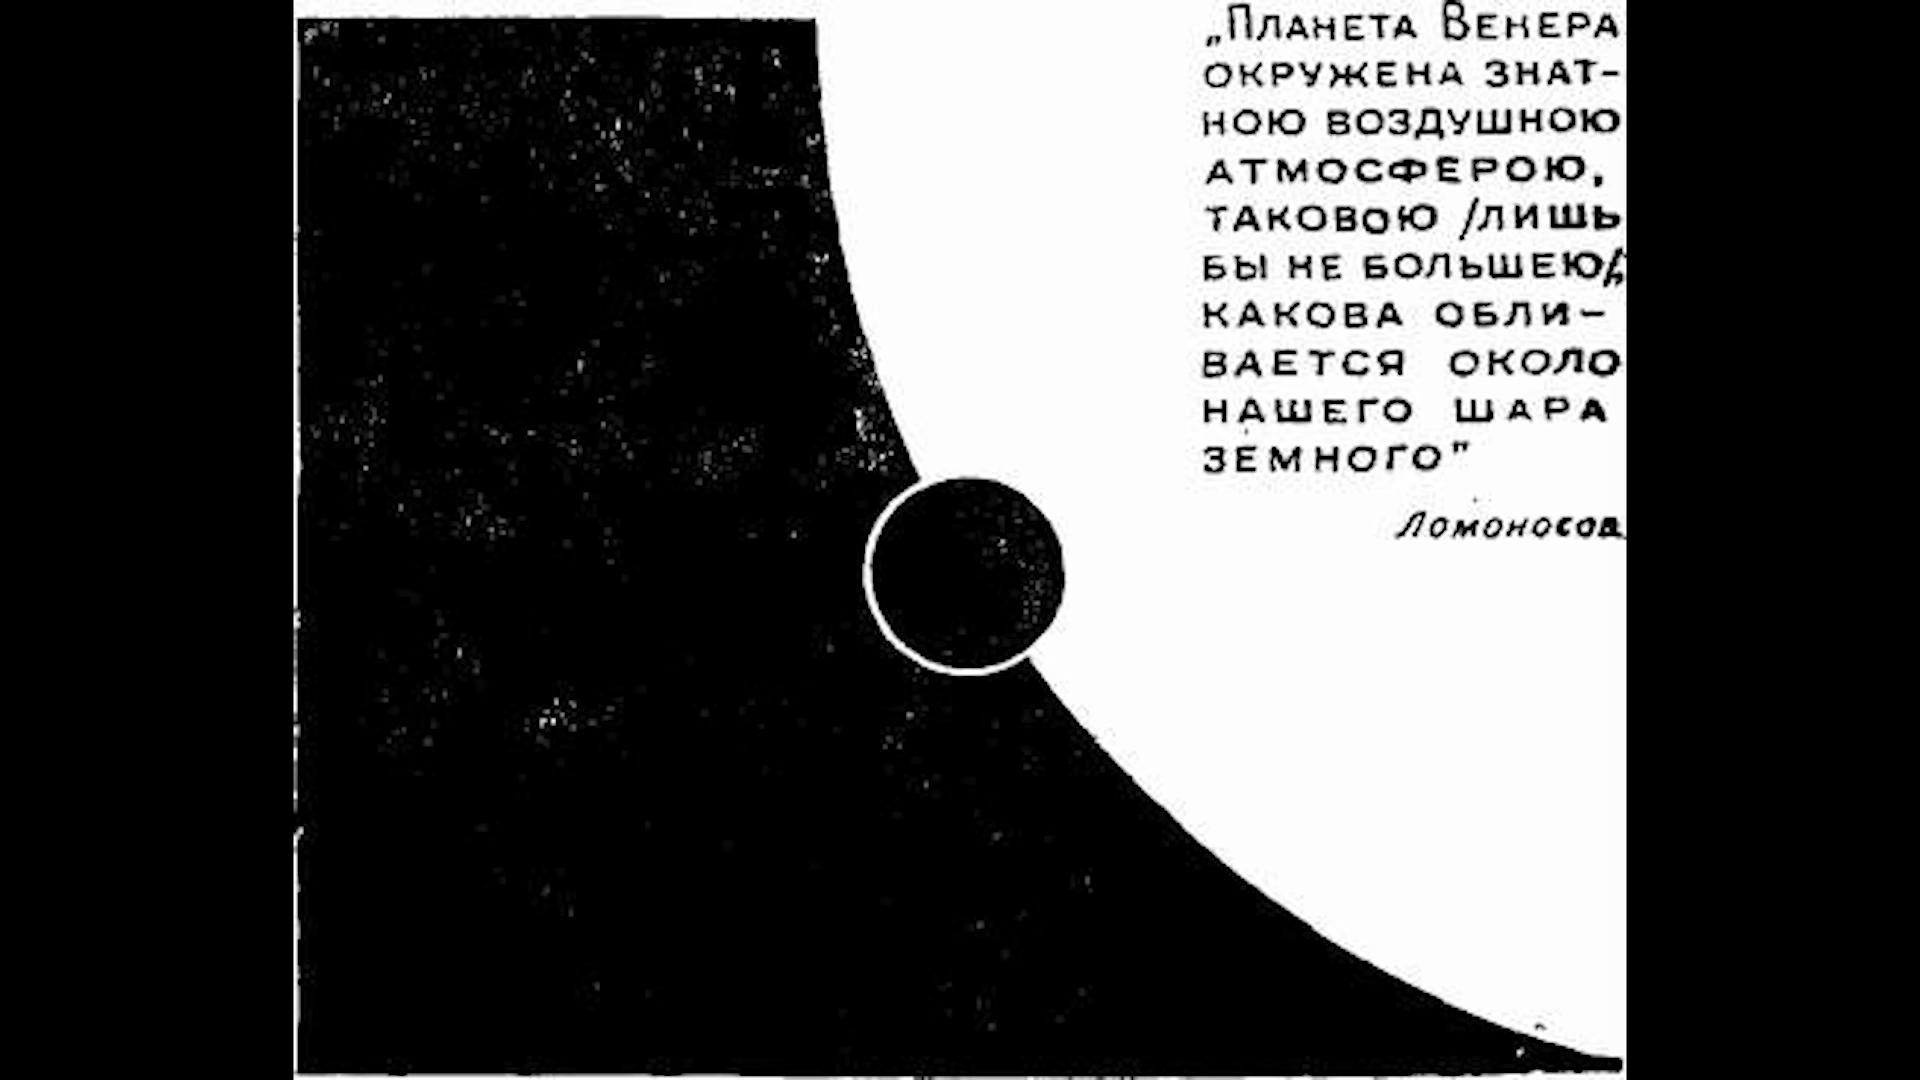 „Планета Венера
окружена знат-
ною воздушною
атмосферою,
таковою /лишь
бы не большею/,
какова обли-
вается около
нашего шара
земного"
Ломоносов